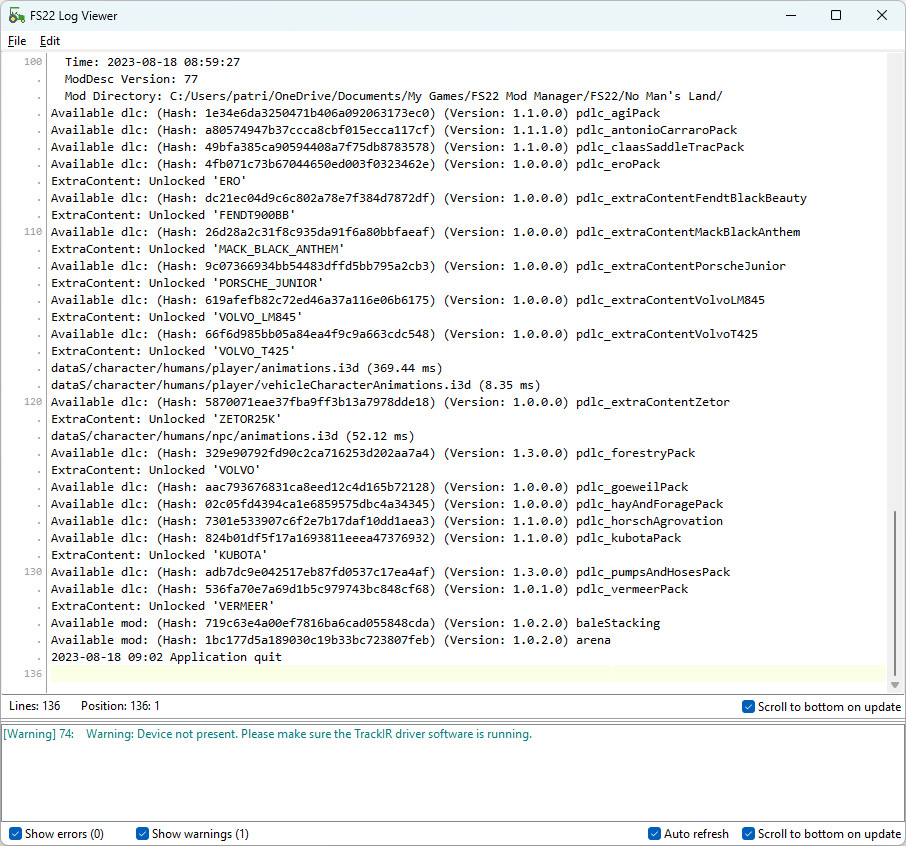 FS22 Log Viewer
File Edit
100 Time: 2023-08-18 08:59:27
. ModDesc Version: 77
. Mod Directory: C:/Users/patri/OneDrive/Documents/My Games/FS22 Mod Manager/FS22/No Man's Land/
. Available dlc: (Hash: 1e34e6da3250471b406a092063173ec0) (Version: 1.1.0.0) pdlc_agiPack
. Available dlc: (Hash: a80574947b37ccca8cbf015ecca117cf) (Version: 1.1.1.0) pdlc_antonioCarraroPack
. Available dlc: (Hash: 49bfa385ca90594408a7f75db8783578) (Version: 1.1.0.0) pdlc_claasSaddleTracPack
. Available dlc: (Hash: 4fb071c73b67044650ed003f0323462e) (Version: 1.0.0.0) pdlc_eroPack
. ExtraContent: Unlocked 'ERO'
. Available dlc: (Hash: dc21ec04d9c6c802a78e7f384d7872df) (Version: 1.0.0.0) pdlc_extraContentFendtBlackBeauty
. ExtraContent: Unlocked 'FENDT900BB'
110 Available dlc: (Hash: 26d28a2c31f8c935da91f6a80bbfaeaf) (Version: 1.0.0.0) pdlc_extraContentMackBlackAnthem
. ExtraContent: Unlocked 'MACK_BLACK_ANTHEM'
. Available dlc: (Hash: 9c07366934bb54483dffd5bb795a2cb3) (Version: 1.0.0.0) pdlc_extraContentPorscheJunior
. ExtraContent: Unlocked 'PORSCHE_JUNIOR'
. Available dlc: (Hash: 619afefb82c72ed46a37a116e06b6175) (Version: 1.0.0.0) pdlc_extraContentVolvoLM845
. ExtraContent: Unlocked 'VOLVO_LM845'
. Available dlc: (Hash: 66f6d985bb05a84ea4f9c9a663cdc548) (Version: 1.0.0.0) pdlc_extraContentVolvoT425
. ExtraContent: Unlocked 'VOLVO_T425'
. dataS/character/humans/player/animations.i3d (369.44 ms)
. dataS/character/humans/player/vehicleCharacterAnimations.i3d (8.35 ms)
120 Available dlc: (Hash: 5870071eae37fba9ff3b13a7978dde18) (Version: 1.0.0.0) pdlc_extraContentZetor
. ExtraContent: Unlocked 'ZETOR25K'
. dataS/character/humans/npc/animations.i3d (52.12 ms)
. Available dlc: (Hash: 329e90792fd90c2ca716253d202aa7a4) (Version: 1.3.0.0) pdlc_forestryPack
. ExtraContent: Unlocked 'VOLVO'
. Available dlc: (Hash: aac793676831ca8eed12c4d165b72128) (Version: 1.0.0.0) pdlc_goeweilPack
. Available dlc: (Hash: 02c05fd4394ca1e6859575dbc4a34345) (Version: 1.0.0.0) pdlc_hayAndForagePack
. Available dlc: (Hash: 7301e533907c6f2e7b17daf10dd1aea3) (Version: 1.1.0.0) pdlc_horschAgrovation
. Available dlc: (Hash: 824b01df5f17a1693811eeea47376932) (Version: 1.1.0.0) pdlc_kubotaPack
. ExtraContent: Unlocked 'KUBOTA'
130 Available dlc: (Hash: adb7dc9e042517eb87fd0537c17ea4af) (Version: 1.3.0.0) pdlc_pumpsAndHosesPack
. Available dlc: (Hash: 536fa70e7a69d1b5c979743bc848cf68) (Version: 1.0.1.0) pdlc_vermeerPack
. ExtraContent: Unlocked 'VERMEER'
. Available mod: (Hash: 719c63e4a00ef7816ba6cad055848cda) (Version: 1.0.2.0) baleStacking
. Available mod: (Hash: 1bc177d5a189030c19b33bc723807feb) (Version: 1.0.2.0) arena
. 2023-08-18 09:02 Application quit
136
Lines: 136 Position: 136: 1 Scroll to bottom on update
[Warning] 74: Warning: Device not present. Please make sure the TrackIR driver software is running.
Show errors (0) Show warnings (1) Auto refresh Scroll to bottom on update